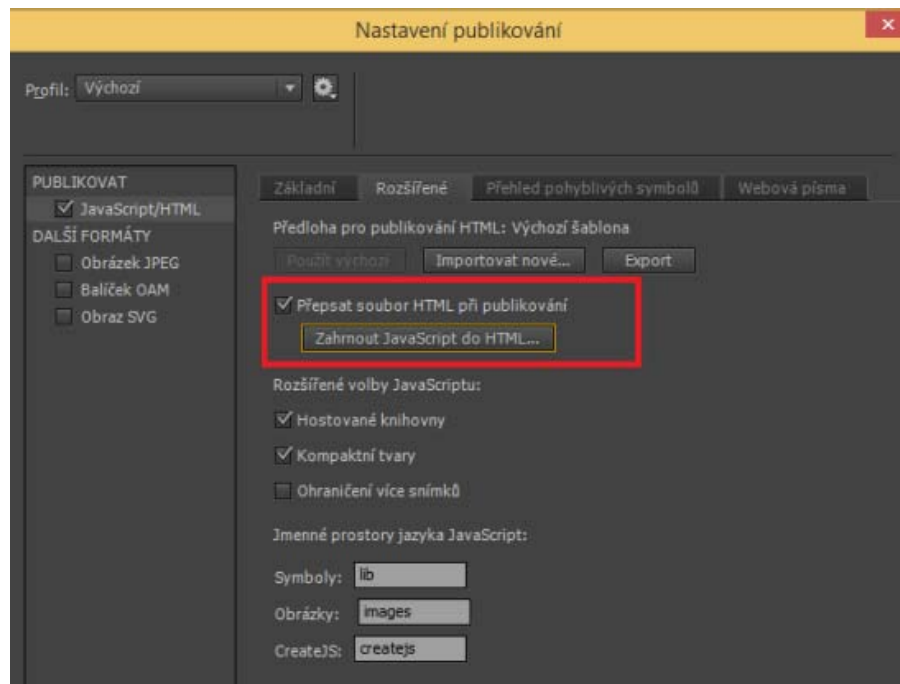 Nastavení publikování
Profil: Výchozí
PUBLIKOVAT
JavaScript/HTML
DALŠÍ FORMÁTY
Obrázek JPEG
Balíček OAM
Obraz SVG
Základní Rozšířené Přehled pohyblivých symbolů Webová písma
Předloha pro publikování HTML: Výchozí šablona
Použít výchozí Importovat nové... Export
Přepsat soubor HTML při publikování
Zahrnout JavaScript do HTML...
Rozšířené volby JavaScriptu:
Hostované knihovny
Kompaktní tvary
Ohraničení více snímků
Jmenné prostory jazyka JavaScript:
Symboly: lib
Obrázky: images
CreateJS: createjs